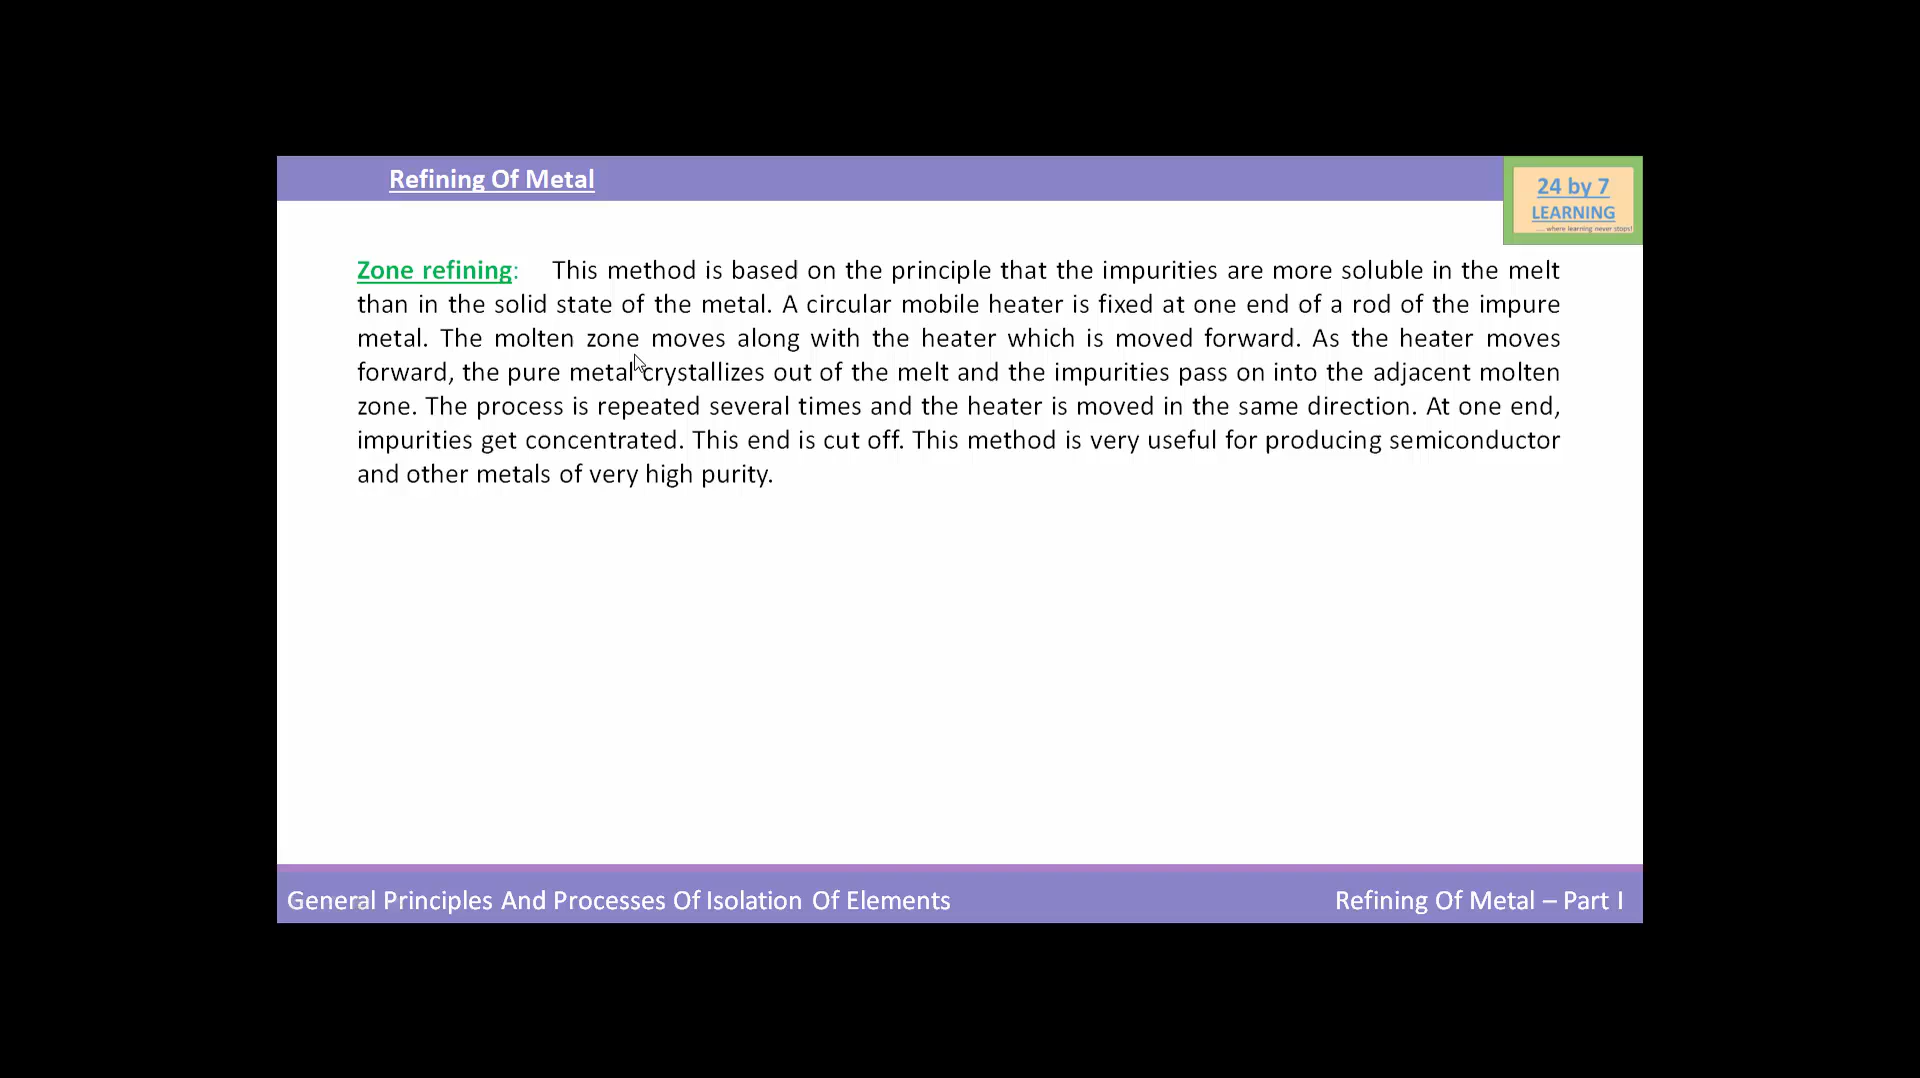 Refining Of Metal
24 by 7
LEARNING
.... where learning never stops!
Zone refining: This method is based on the principle that the impurities are more soluble in the melt
than in the solid state of the metal. A circular mobile heater is fixed at one end of a rod of the impure
metal. The molten zone moves along with the heater which is moved forward. As the heater moves
forward, the pure metal crystallizes out of the melt and the impurities pass on into the adjacent molten
zone. The process is repeated several times and the heater is moved in the same direction. At one end,
impurities get concentrated. This end is cut off. This method is very useful for producing semiconductor
and other metals of very high purity.
General Principles And Processes Of Isolation Of Elements
Refining Of Metal – Part I